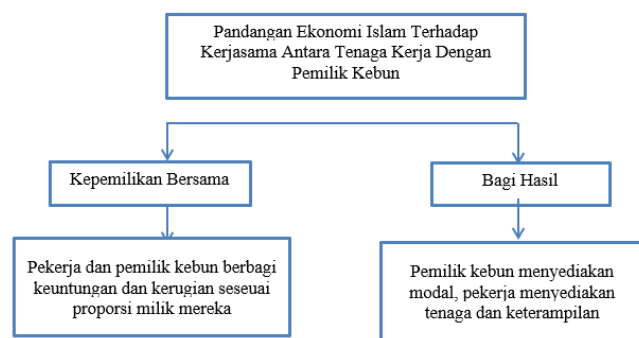 Pandangan Ekonomi Islam Terhadap
Kerjasama Antara Tenaga Kerja Dengan
Pemilik Kebun
Kepemilikan Bersama
Bagi Hasil
Pekerja dan pemilik kebun berbagi
keuntungan dan kerugian seseuai
proporsi milik mereka
Pemilik kebun menyediakan
modal, pekerja menyediakan
tenaga dan keterampilan